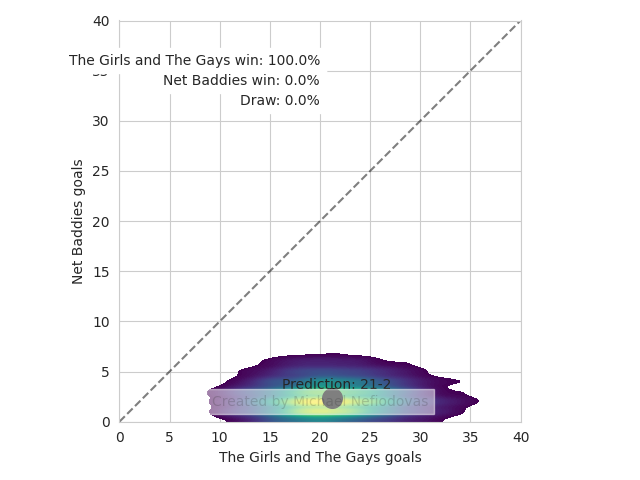 40
The Girls and The Gays win: 100.0%
35
Net Baddies win: 0.0%
Draw: 0.0%
30
25
20
15
10
5
0
Net Baddies goals
Prediction: 21-2
Created by Michael Nefiodovas
0 5 10 15 20 25 30 35 40
The Girls and The Gays goals